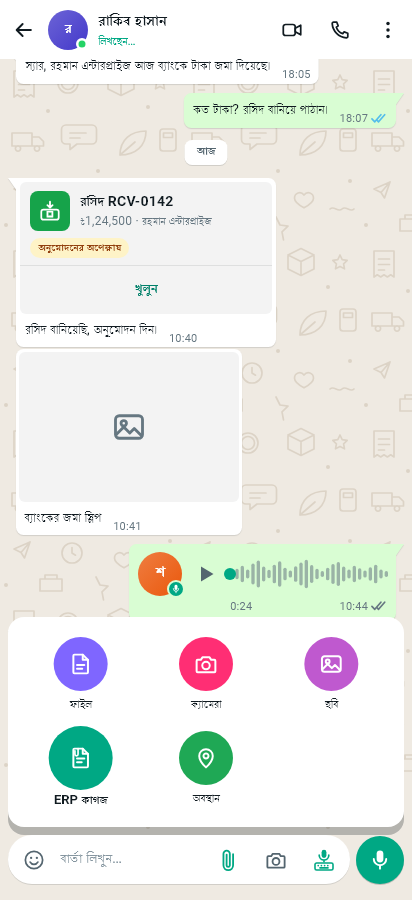 র
রাকিব হাসান
লিখছেন...
স্যার, রহমান এন্টারপ্রাইজ আজ ব্যাংকে টাকা জমা দিয়েছে।
18:05
কত টাকা? রসিদ বানিয়ে পাঠান।
18:07
আজ
রসিদ RCV-0142
৳1,24,500 · রহমান এন্টারপ্রাইজ
অনুমোদনের অপেক্ষায়
খুলুন
রসিদ বানিয়েছি, অনুমোদন দিন।
10:40
ব্যাংকের জমা স্লিপ
10:41
শ
0:24
10:44
ফাইল
ক্যামেরা
ছবি
ERP কাগজ
অবস্থান
বার্তা লিখুন...